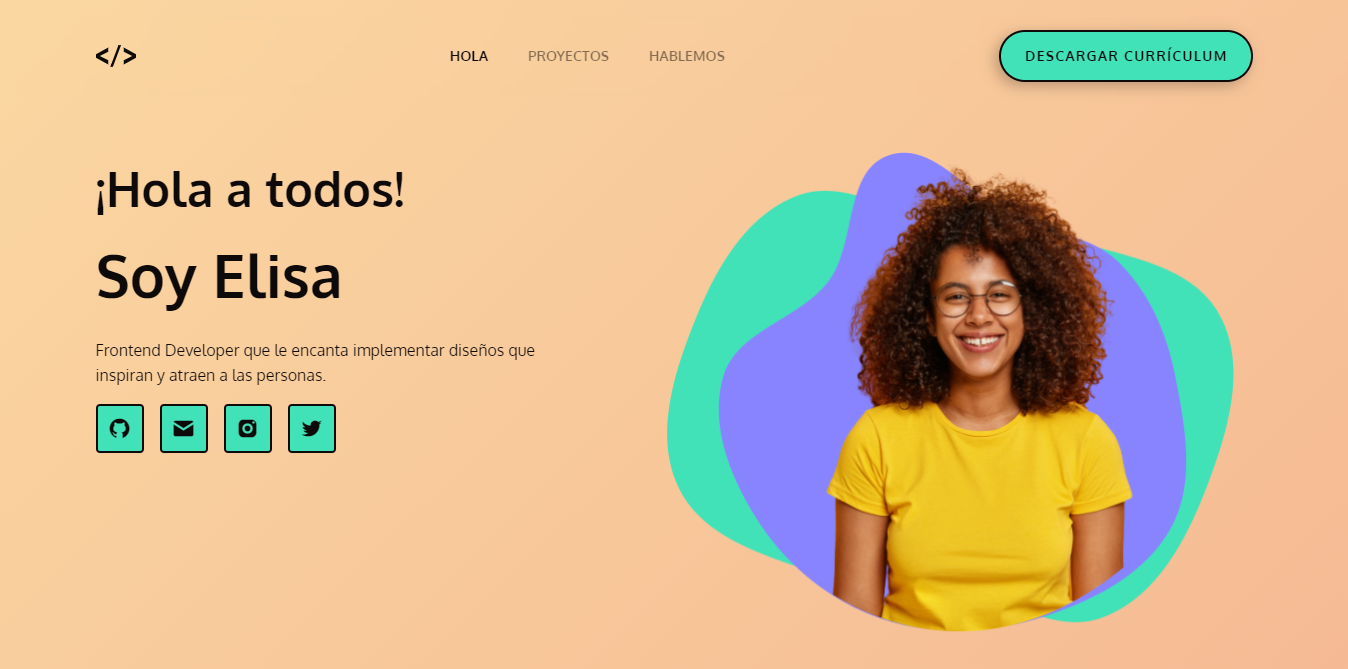 </>
HOLA
PROYECTOS
HABLEMOS
DESCARGAR CURRÍCULUM
¡Hola a todos!
Soy Elisa
Frontend Developer que le encanta implementar diseños que
inspiran y atraen a las personas.